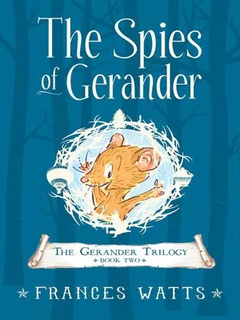 The Spies
of Gerander
The Gerander Trilogy
BOOK TWO
FRANCES WATTS